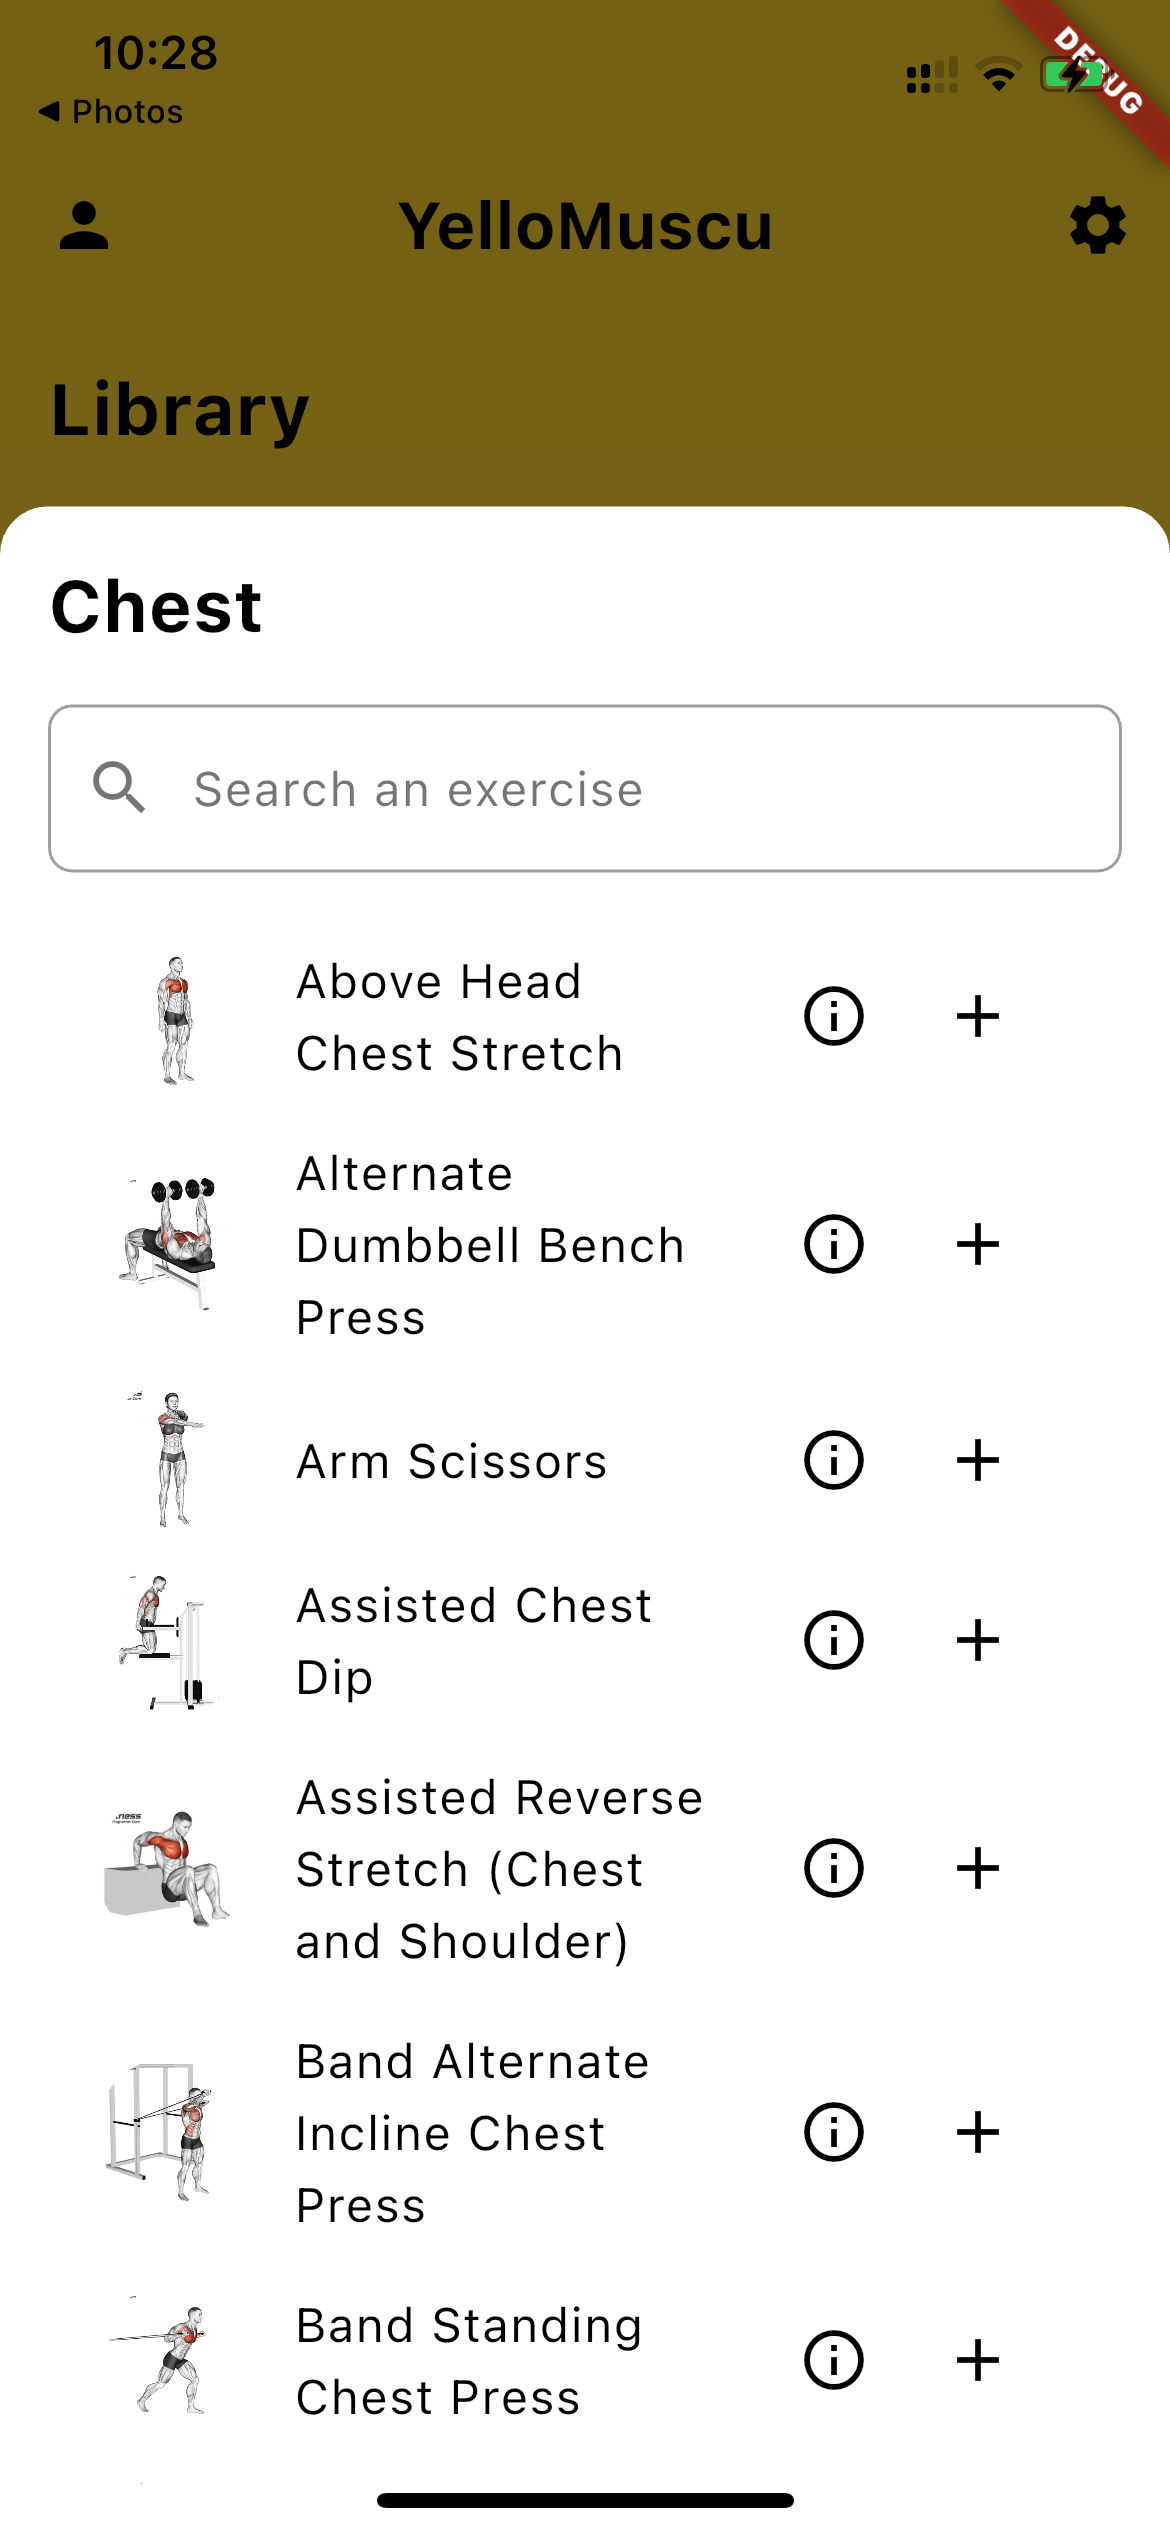 10:28
DEBUG
◀ Photos
YelloMuscu
Library
Chest
Search an exercise
Above Head
Chest Stretch
Alternate
Dumbbell Bench
Press
Arm Scissors
Assisted Chest
Dip
Assisted Reverse
Stretch (Chest
and Shoulder)
Band Alternate
Incline Chest
Press
Band Standing
Chest Press